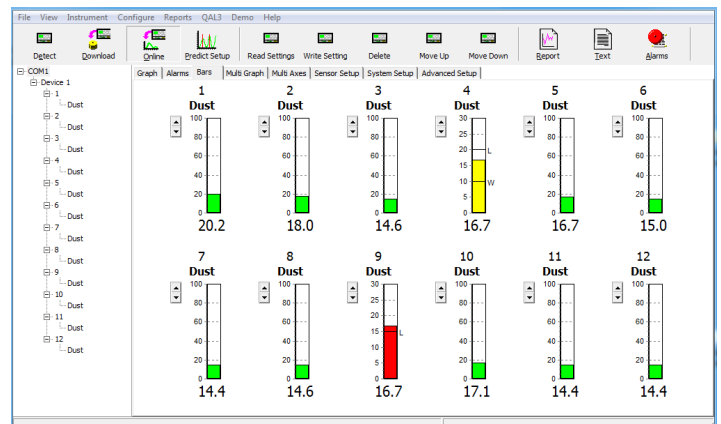 File View Instrument Configure Reports QAL3 Demo Help
Detect Download Online Predict Setup Read Settings Write Setting Delete Move Up Move Down Report Text Alarms
COM1
Device 1
1
Dust
2
Dust
3
Dust
4
Dust
5
Dust
6
Dust
7
Dust
8
Dust
9
Dust
10
Dust
11
Dust
12
Dust
Graph Alarms Bars Multi Graph Multi Axes Sensor Setup System Setup Advanced Setup
1 2 3 4 5 6
Dust Dust Dust Dust Dust Dust
100 100 100 30 100 100
25
80 80 80 80 80
20 L
60 60 60 60 60
15
40 40 40 40 40
10 W
20 20 20 5 20 20
0 0 0 0 0 0
20.2 18.0 14.6 16.7 16.7 15.0
7 8 9 10 11 12
Dust Dust Dust Dust Dust Dust
100 100 30 100 100 100
80 80 25 80 80 80
60 60 20 60 60 60
15 L
40 40 10 40 40 40
20 20 5 20 20 20
0 0 0 0 0 0
14.4 14.6 16.7 17.1 14.4 14.4